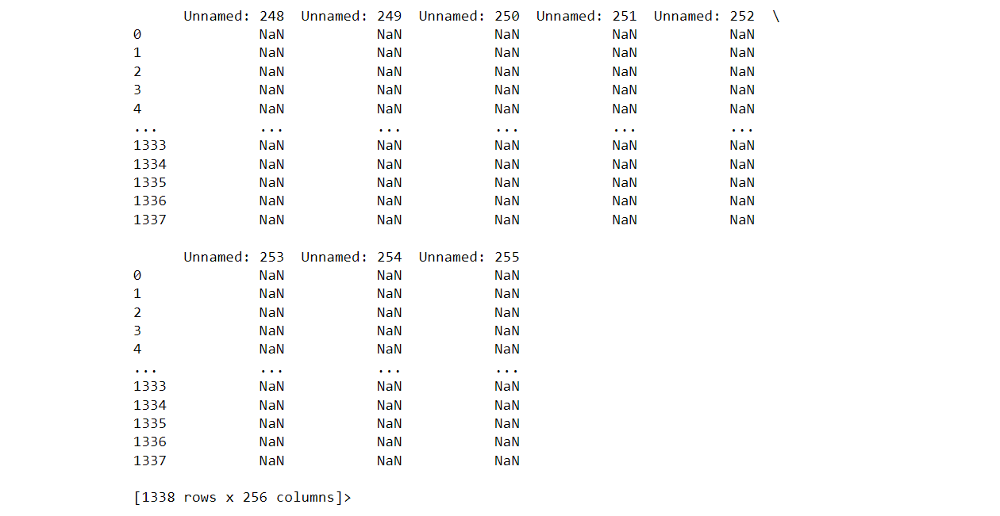 Unnamed: 248  Unnamed: 249  Unnamed: 250  Unnamed: 251  Unnamed: 252  \
0              NaN           NaN           NaN           NaN           NaN
1              NaN           NaN           NaN           NaN           NaN
2              NaN           NaN           NaN           NaN           NaN
3              NaN           NaN           NaN           NaN           NaN
4              NaN           NaN           NaN           NaN           NaN
...            ...           ...           ...           ...           ...
1333           NaN           NaN           NaN           NaN           NaN
1334           NaN           NaN           NaN           NaN           NaN
1335           NaN           NaN           NaN           NaN           NaN
1336           NaN           NaN           NaN           NaN           NaN
1337           NaN           NaN           NaN           NaN           NaN
Unnamed: 253  Unnamed: 254  Unnamed: 255
0              NaN           NaN           NaN
1              NaN           NaN           NaN
2              NaN           NaN           NaN
3              NaN           NaN           NaN
4              NaN           NaN           NaN
...            ...           ...           ...
1333           NaN           NaN           NaN
1334           NaN           NaN           NaN
1335           NaN           NaN           NaN
1336           NaN           NaN           NaN
1337           NaN           NaN           NaN
[1338 rows x 256 columns]>